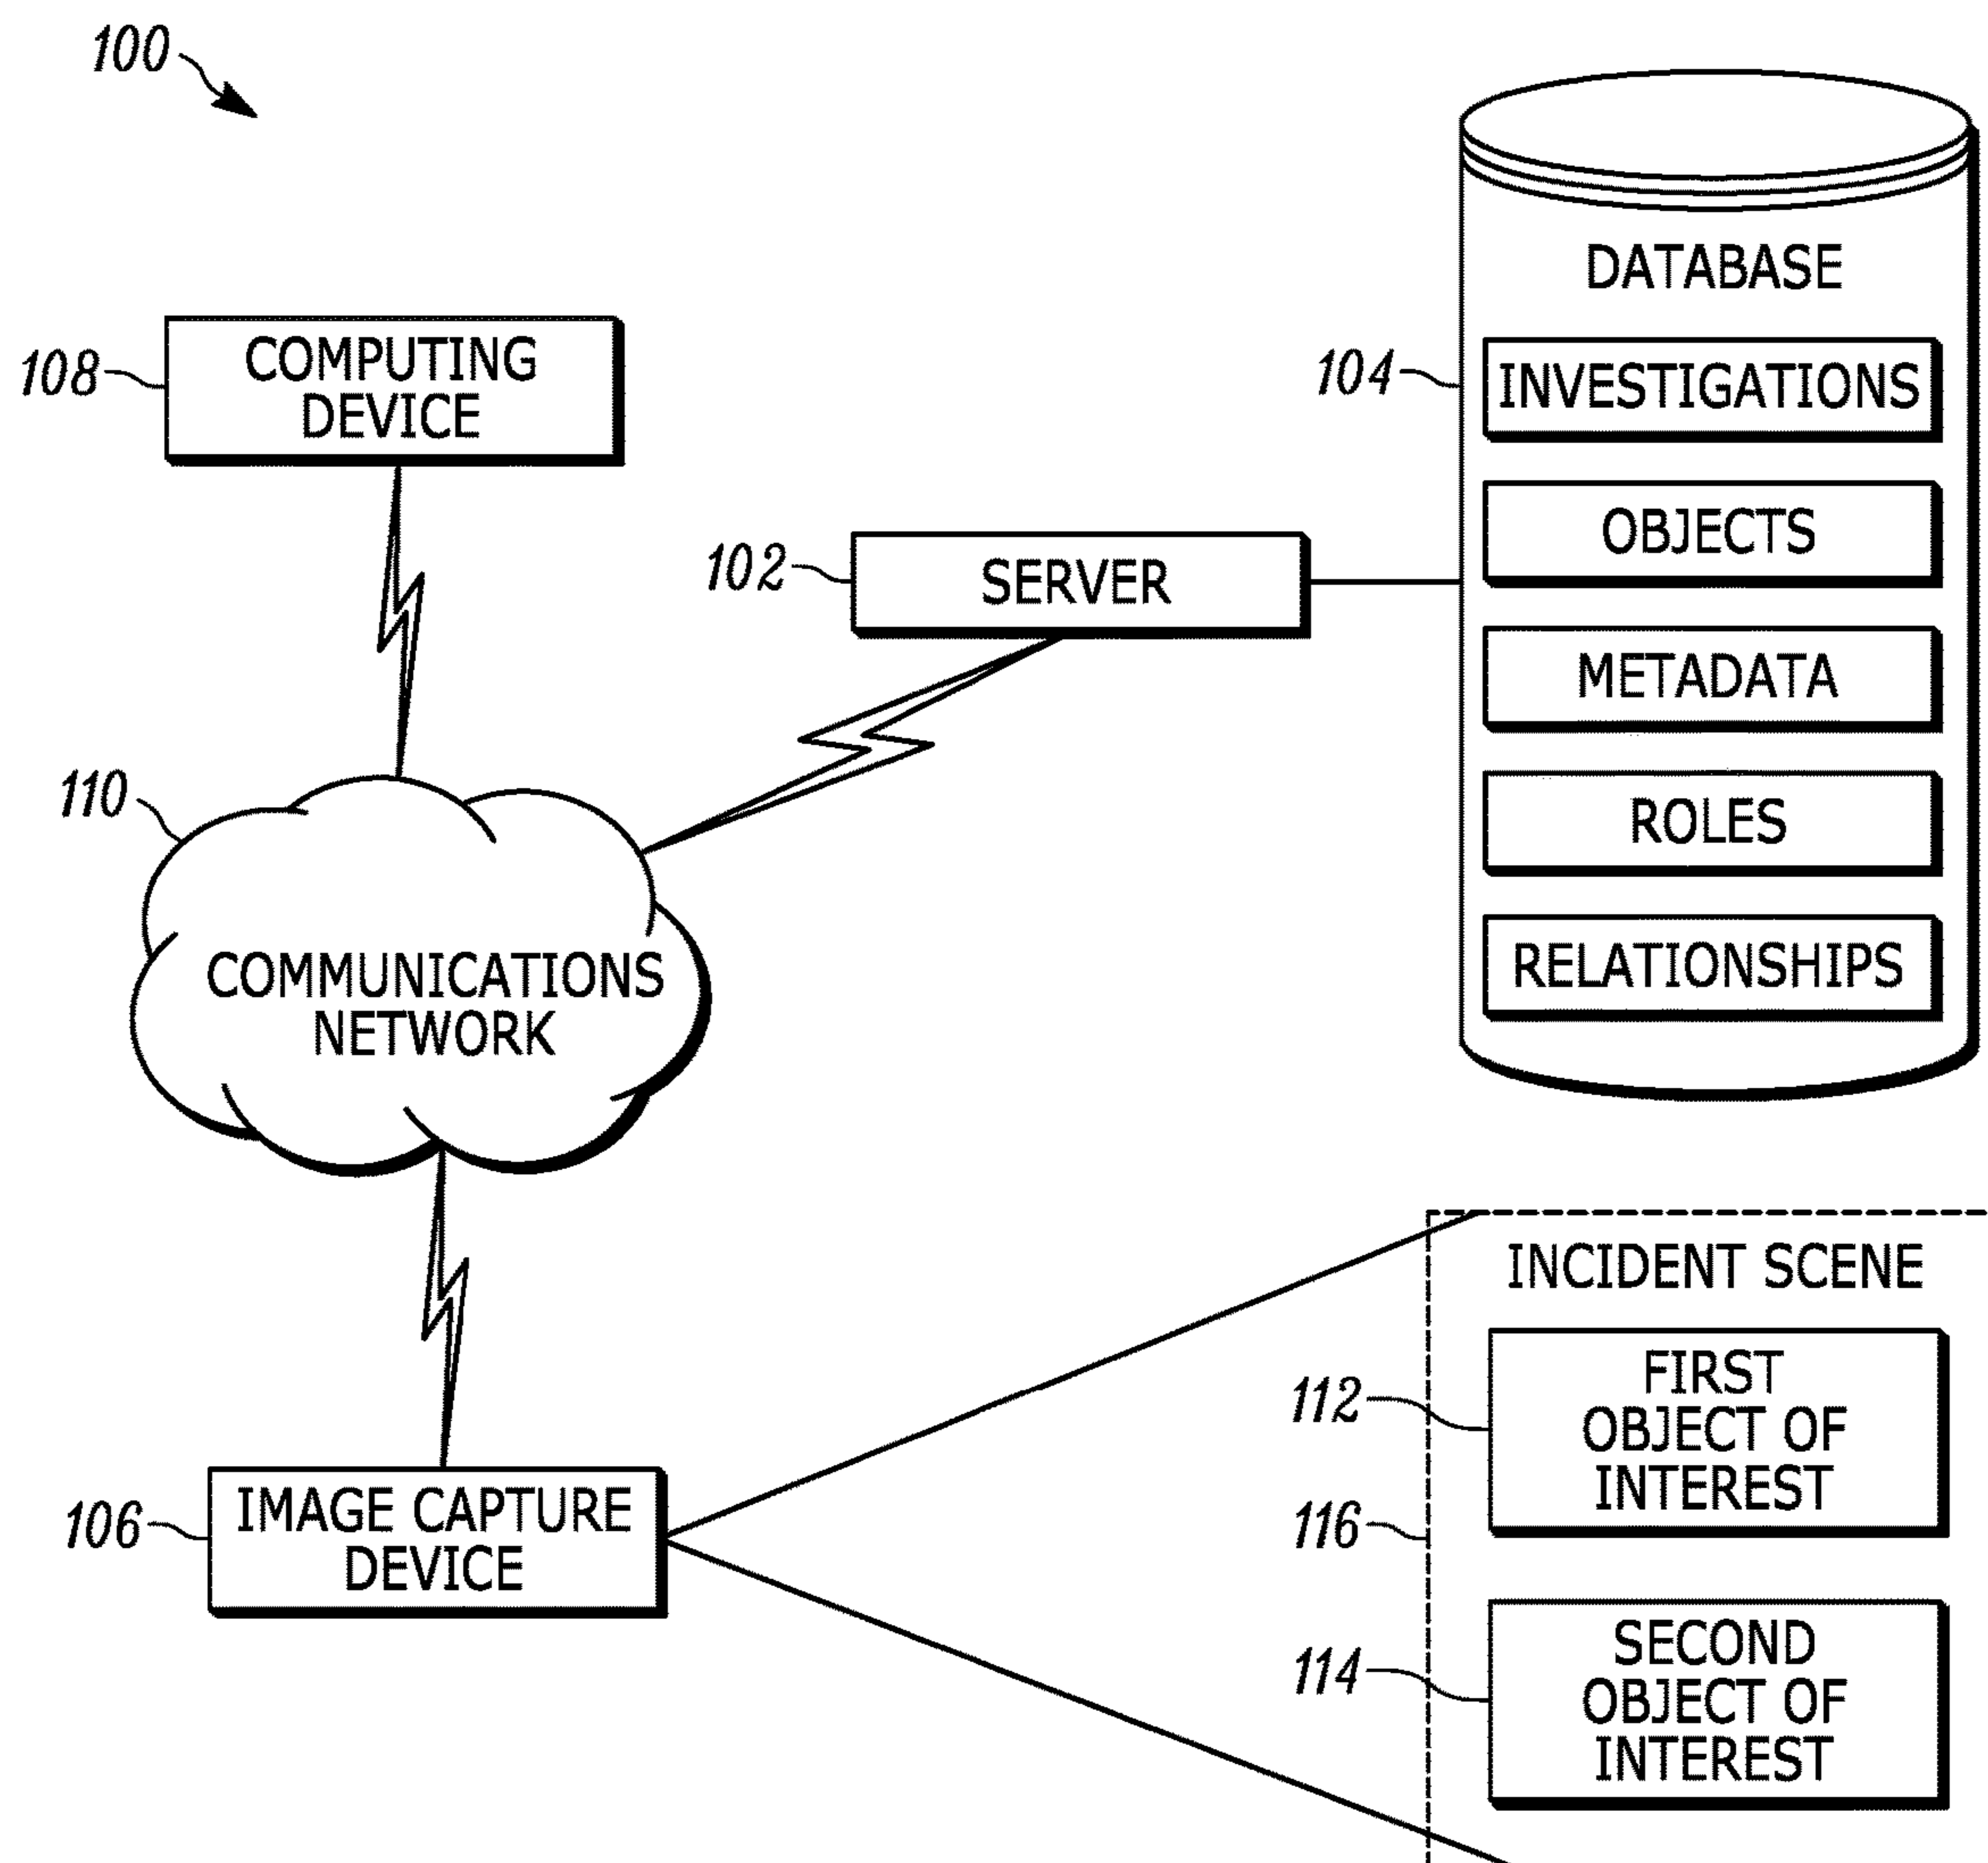 100
DATABASE
104
INVESTIGATIONS
OBJECTS
METADATA
ROLES
RELATIONSHIPS
108
COMPUTING
DEVICE
102
SERVER
110
COMMUNICATIONS
NETWORK
INCIDENT SCENE
112
FIRST
OBJECT OF
INTEREST
116
114
SECOND
OBJECT OF
INTEREST
106
IMAGE CAPTURE
DEVICE